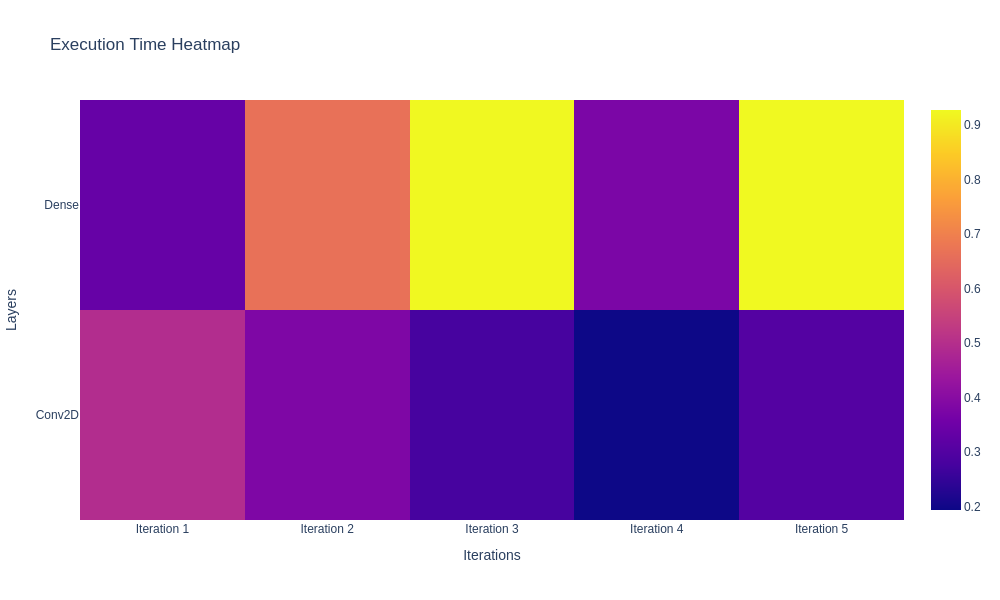 Execution Time Heatmap
Layers
Dense
Conv2D
Iteration 1
Iteration 2
Iteration 3
Iteration 4
Iteration 5
Iterations
0.9
0.8
0.7
0.6
0.5
0.4
0.3
0.2